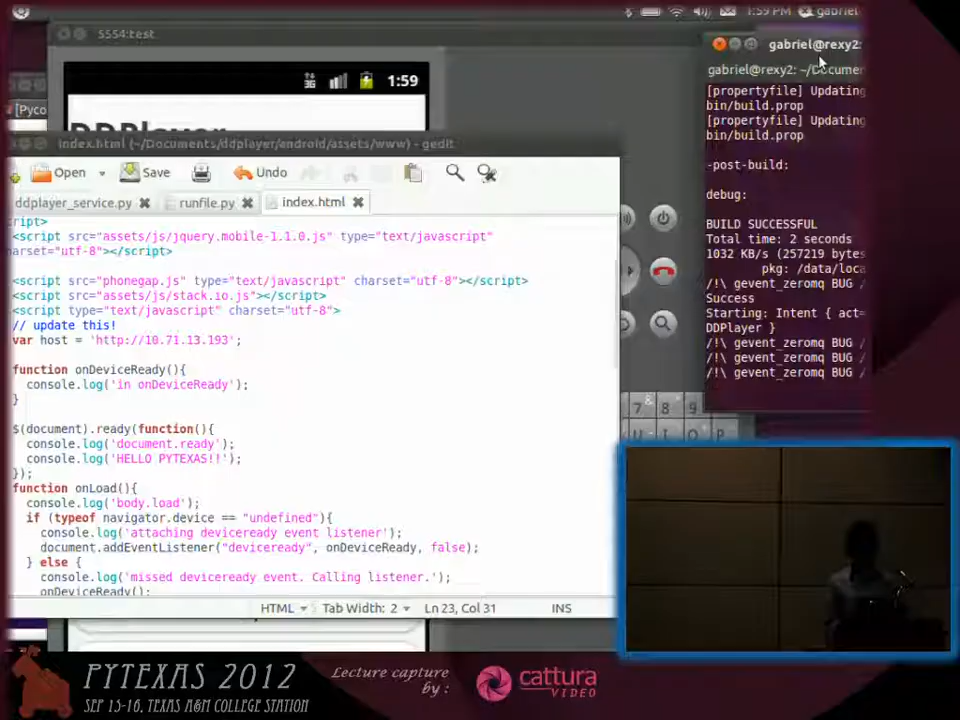 1:59 PM gabriel
5554:test
gabriel@rexy2:
gabriel@rexy2: ~/Documen
3G 1:59
DDPlayer
[Pyco
[propertyfile] Updating
bin/build.prop
[propertyfile] Updating
bin/build.prop
-post-build:
debug:
BUILD SUCCESSFUL
Total time: 2 seconds
1032 KB/s (257219 bytes
pkg: /data/loca
/!\ gevent_zeromq BUG /
Success
Starting: Intent { act=
DDPlayer }
/!\ gevent_zeromq BUG /
/!\ gevent_zeromq BUG /
/!\ gevent_zeromq BUG /
index.html (~/Documents/ddplayer/android/assets/www) - gedit
Open Save Undo
ddplayer_service.py runfile.py index.html
cript>
<script src="assets/js/jquery.mobile-1.1.0.js" type="text/javascript"
charset="utf-8"></script>
<script src="phonegap.js" type="text/javascript" charset="utf-8"></script>
<script src="assets/js/stack.io.js"></script>
<script type="text/javascript" charset="utf-8">
// update this!
var host = 'http://10.71.13.193';
function onDeviceReady(){
console.log('in onDeviceReady');
}
$(document).ready(function(){
console.log('document.ready');
console.log('HELLO PYTEXAS!!');
});
function onLoad(){
console.log('body.load');
if (typeof navigator.device == "undefined"){
console.log('attaching deviceready event listener');
document.addEventListener("deviceready", onDeviceReady, false);
} else {
console.log('missed deviceready event. Calling listener.');
onDeviceReady();
HTML Tab Width: 2 Ln 23, Col 31 INS
7 8 9
U I O P
PYTEXAS 2012
SEP 15-16, TEXAS A&M COLLEGE STATION
Lecture capture
by :
cattura
VIDEO